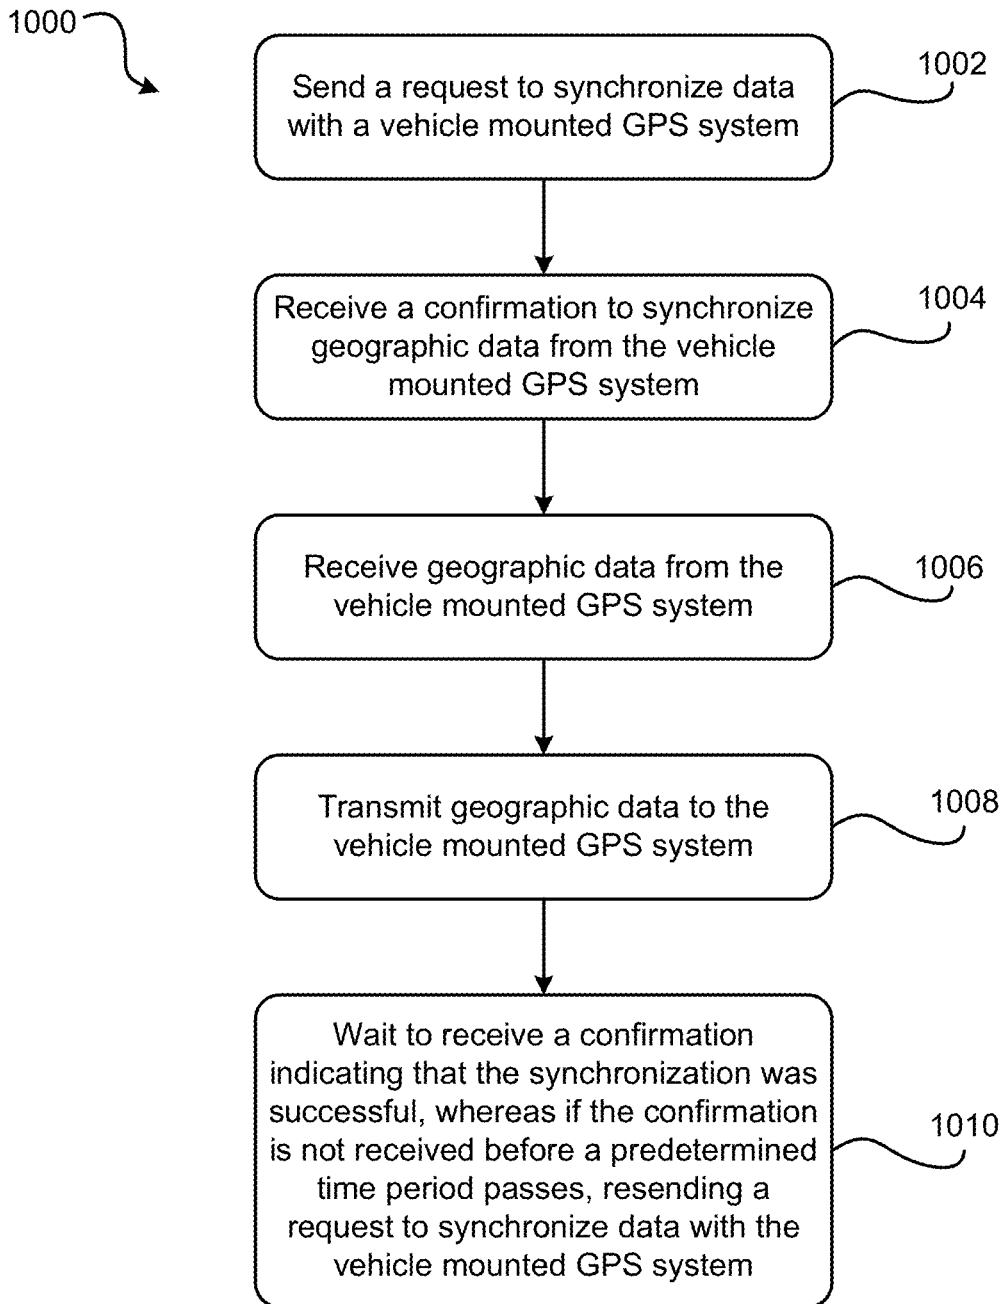 1000
Send a request to synchronize data
with a vehicle mounted GPS system
1002
Receive a confirmation to synchronize
geographic data from the vehicle
mounted GPS system
1004
Receive geographic data from the
vehicle mounted GPS system
1006
Transmit geographic data to the
vehicle mounted GPS system
1008
Wait to receive a confirmation
indicating that the synchronization was
successful, whereas if the confirmation
is not received before a predetermined
time period passes, resending a
request to synchronize data with the
vehicle mounted GPS system
1010